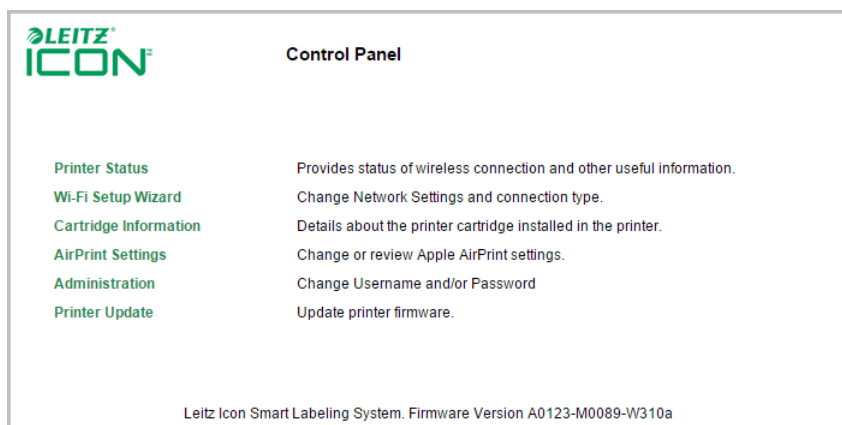 LEITZ®
ICON™
Control Panel
Printer Status Provides status of wireless connection and other useful information.
Wi-Fi Setup Wizard Change Network Settings and connection type.
Cartridge Information Details about the printer cartridge installed in the printer.
AirPrint Settings Change or review Apple AirPrint settings.
Administration Change Username and/or Password
Printer Update Update printer firmware.
Leitz Icon Smart Labeling System. Firmware Version A0123-M0089-W310a